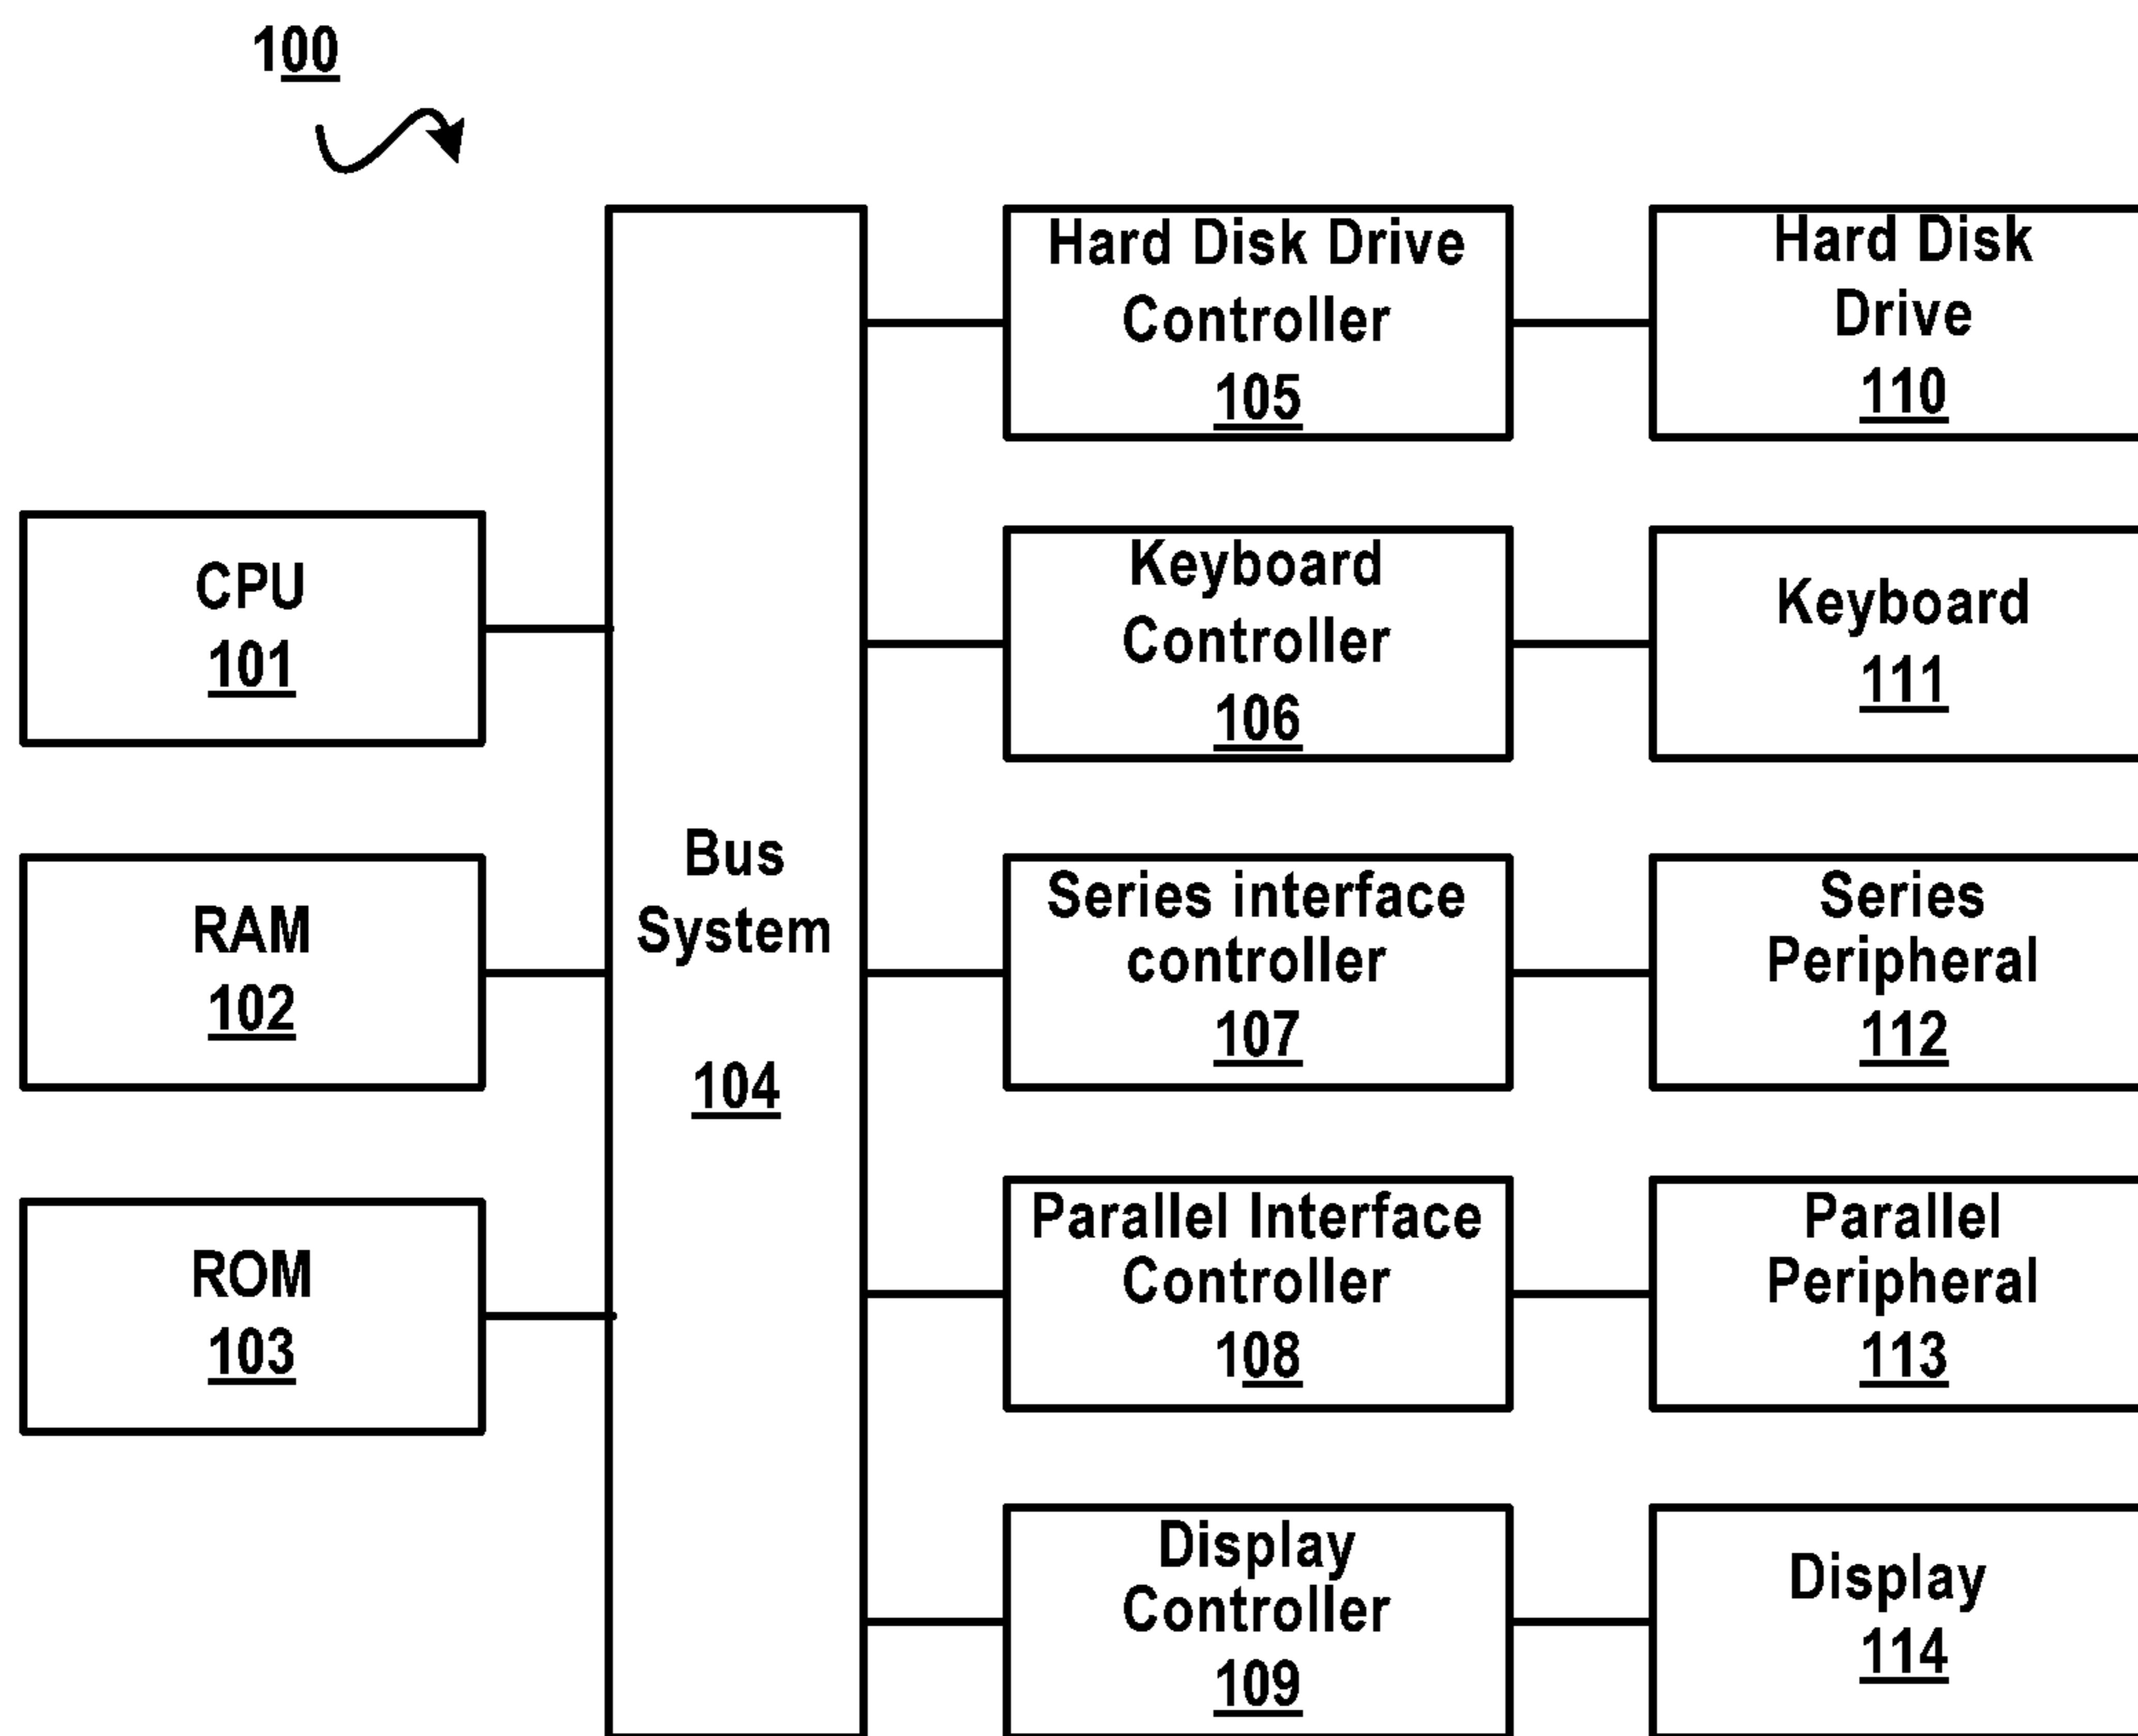 100
CPU
101
RAM
102
ROM
103
Bus
System
104
Hard Disk Drive
Controller
105
Keyboard
Controller
106
Series interface
controller
107
Parallel Interface
Controller
108
Display
Controller
109
Hard Disk
Drive
110
Keyboard
111
Series
Peripheral
112
Parallel
Peripheral
113
Display
114